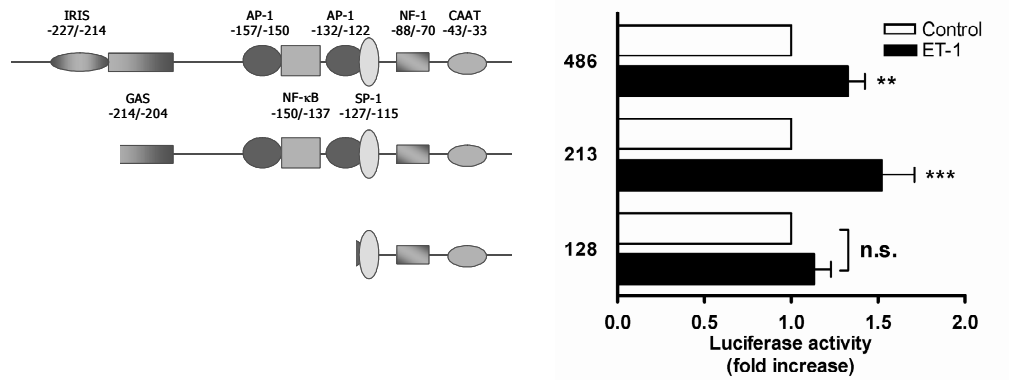 IRIS
-227/-214
AP-1
-157/-150
AP-1
-132/-122
NF-1
-88/-70
CAAT
-43/-33
GAS
-214/-204
NF-κB
-150/-137
SP-1
-127/-115
Control
ET-1
486
**
213
***
128
n.s.
0.0 0.5 1.0 1.5 2.0
Luciferase activity
(fold increase)